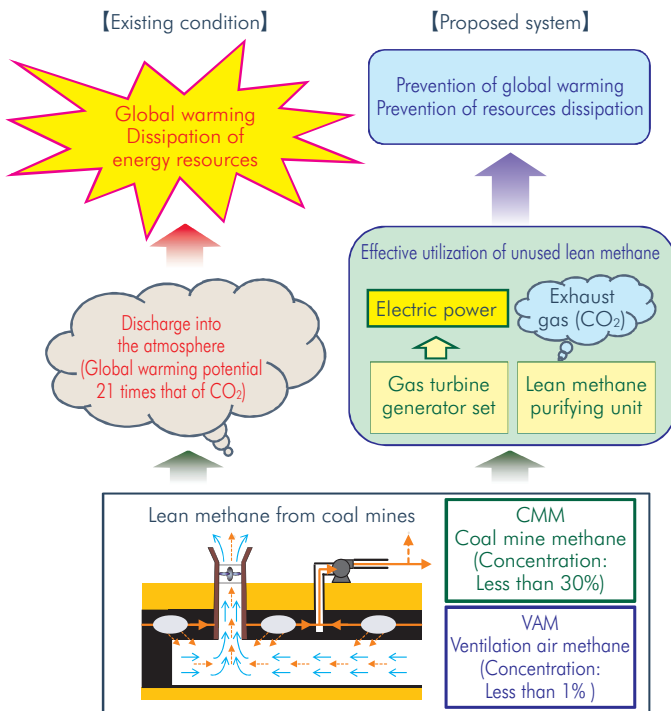 【Existing condition】
Global warming
Dissipation of
energy resources
Discharge into
the atmosphere
(Global warming potential
21 times that of CO₂)
【Proposed system】
Prevention of global warming
Prevention of resources dissipation
Effective utilization of unused lean methane
Electric power
Exhaust
gas (CO₂)
Gas turbine
generator set
Lean methane
purifying unit
Lean methane from coal mines
CMM
Coal mine methane
(Concentration:
Less than 30%)
VAM
Ventilation air methane
(Concentration:
Less than 1% )